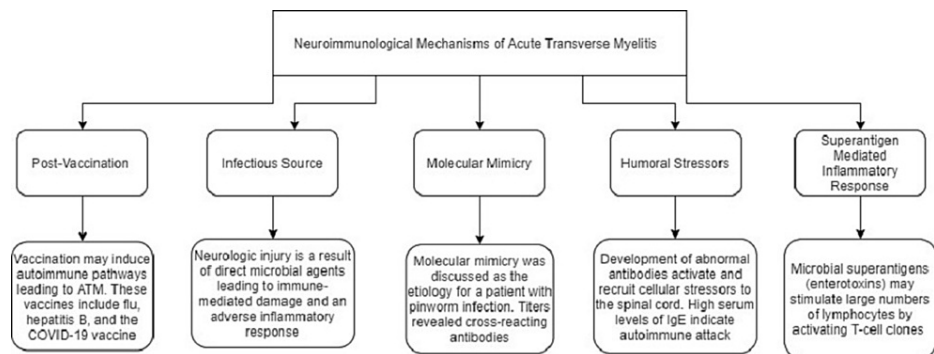 Neuroimmunological Mechanisms of Acute Transverse Myelitis
Post-Vaccination
Infectious Source
Molecular Mimicry
Humoral Stressors
Superantigen
Mediated
Inflammatory
Response
Vaccination may induce
autoimmune pathways
leading to ATM. These
vaccines include flu,
hepatitis B, and the
COVID-19 vaccine
Neurologic injury is a result
of direct microbial agents
leading to immune-
mediated damage and an
adverse inflammatory
response
Molecular mimicry was
discussed as the
etiology for a patient with
pinworm infection. Titers
revealed cross-reacting
antibodies
Development of abnormal
antibodies activate and
recruit cellular stressors to
the spinal cord. High serum
levels of IgE indicate
autoimmune attack
Microbial superantigens
(enterotoxins) may
stimulate large numbers
of lymphocytes by
activating T-cell clones